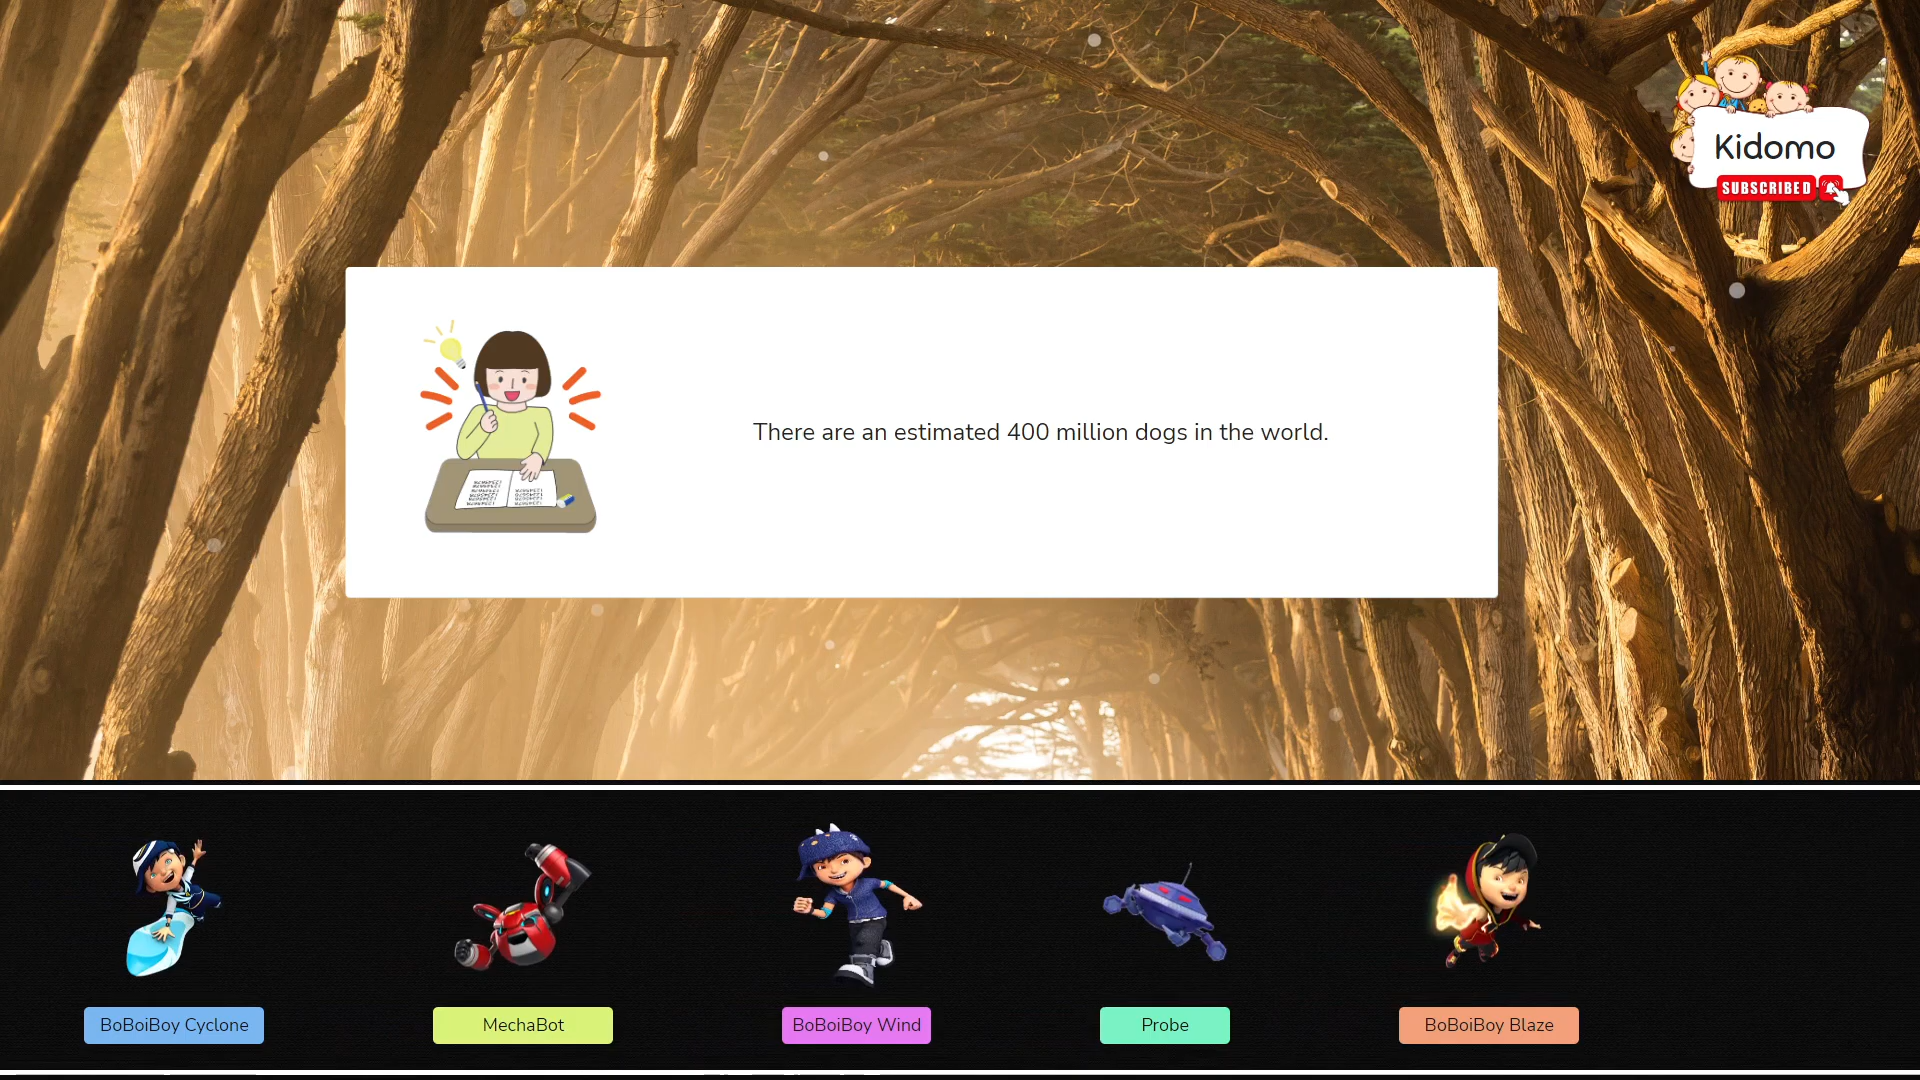 Kidomo
SUBSCRIBED
There are an estimated 400 million dogs in the world.
BoBoiBoy Cyclone
MechaBot
BoBoiBoy Wind
Probe
BoBoiBoy Blaze